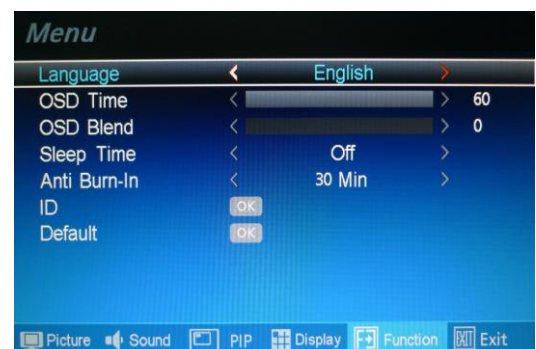 Menu
Language < English >
OSD Time < > 60
OSD Blend < > 0
Sleep Time < Off >
Anti Burn-In < 30 Min >
ID OK
Default OK
Picture Sound PIP Display Function EXIT Exit